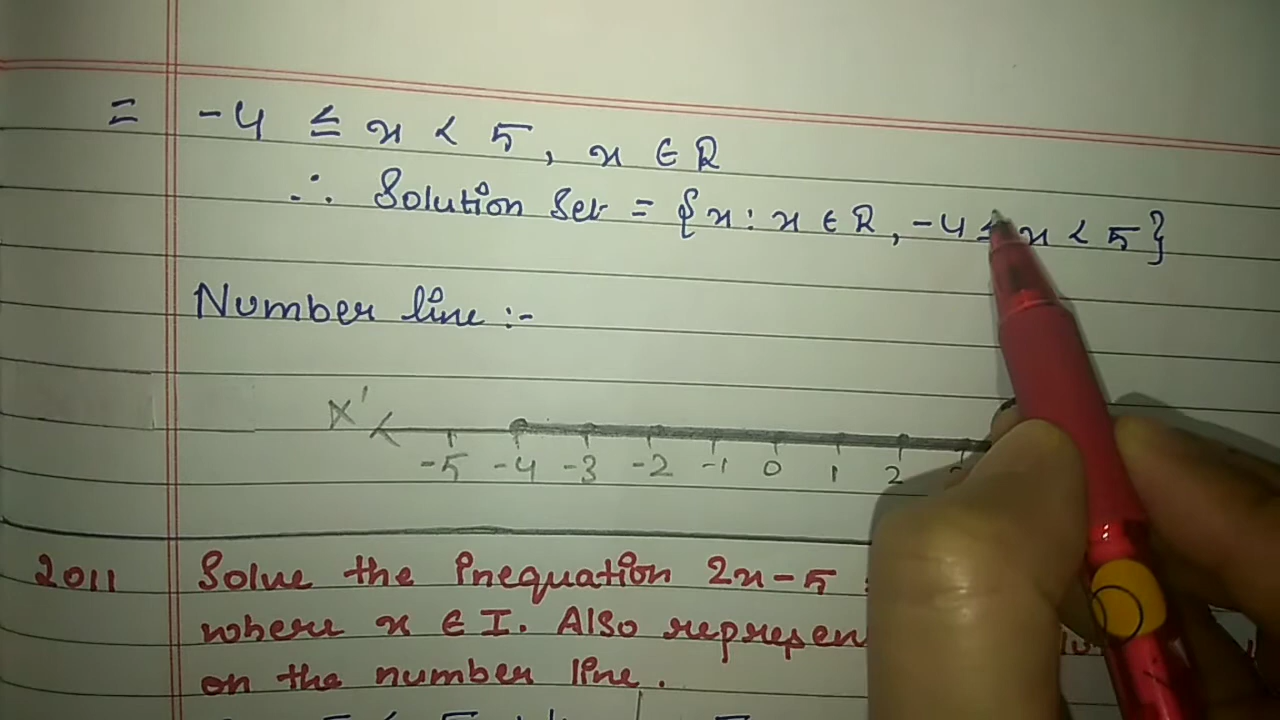 = -4 ≤ x < 5, x ∈ R
∴ Solution Set = {x : x ∈ R, -4 ≤ x < 5}
Number line :-
X'
-5 -4 -3 -2 -1 0 1 2
2011 Solve the inequation 2x - 5
where x ∈ I. Also represen
on the number line.